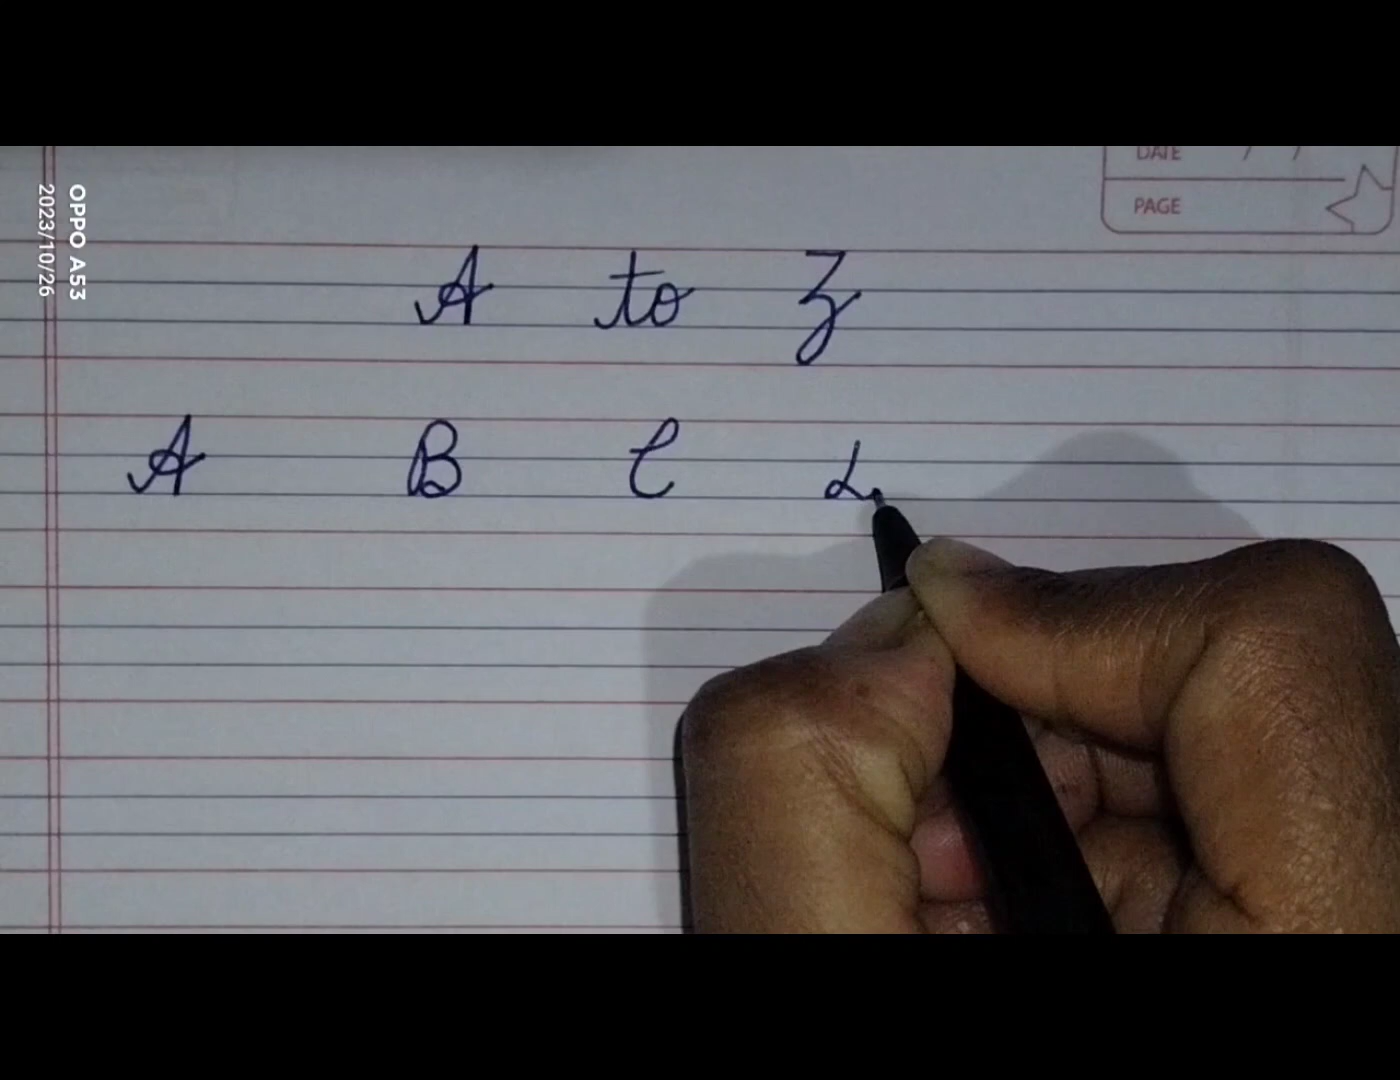 DATE / /
PAGE
OPPO A53
2023/10/26
A to Z
A B C